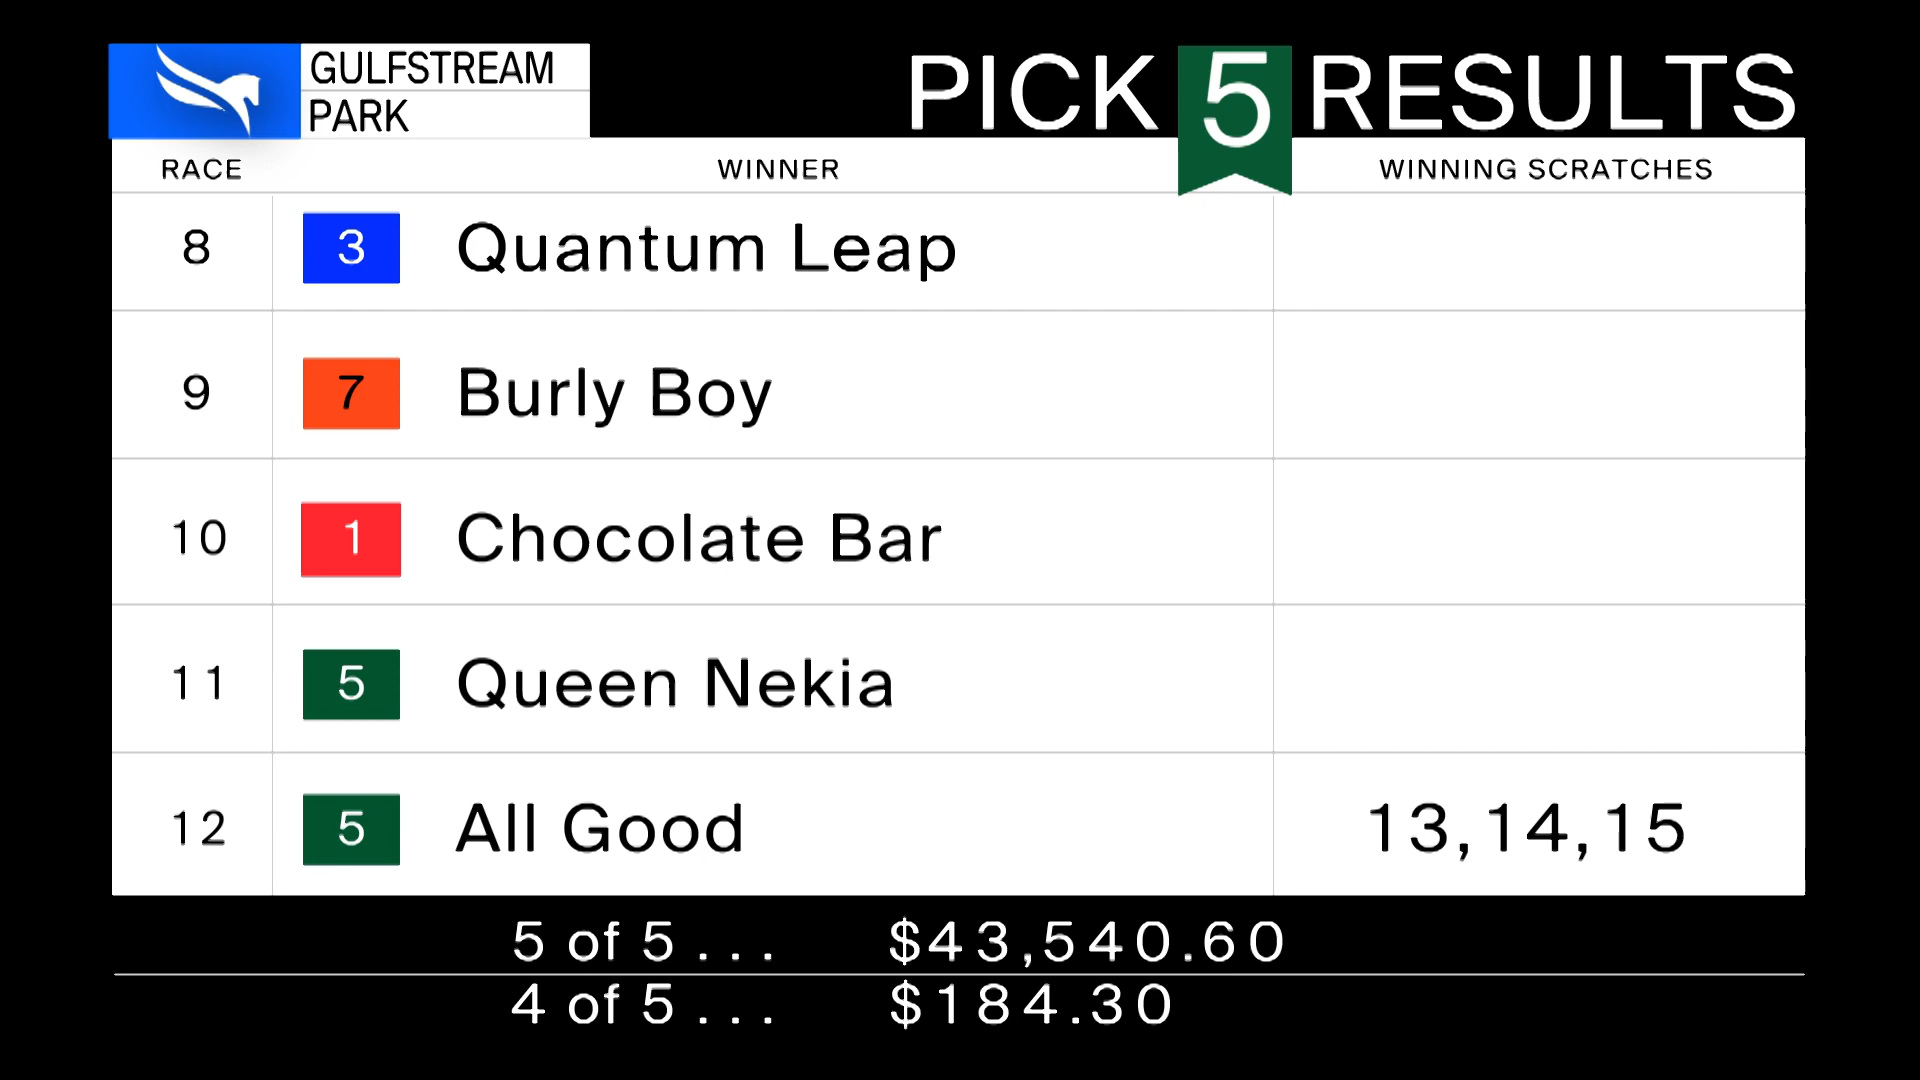 GULFSTREAM
PARK
PICK 5 RESULTS
RACE WINNER WINNING SCRATCHES
8 3 Quantum Leap
9 7 Burly Boy
10 1 Chocolate Bar
11 5 Queen Nekia
12 5 All Good 13,14,15
5 of 5 . . . $43,540.60
4 of 5 . . . $184.30